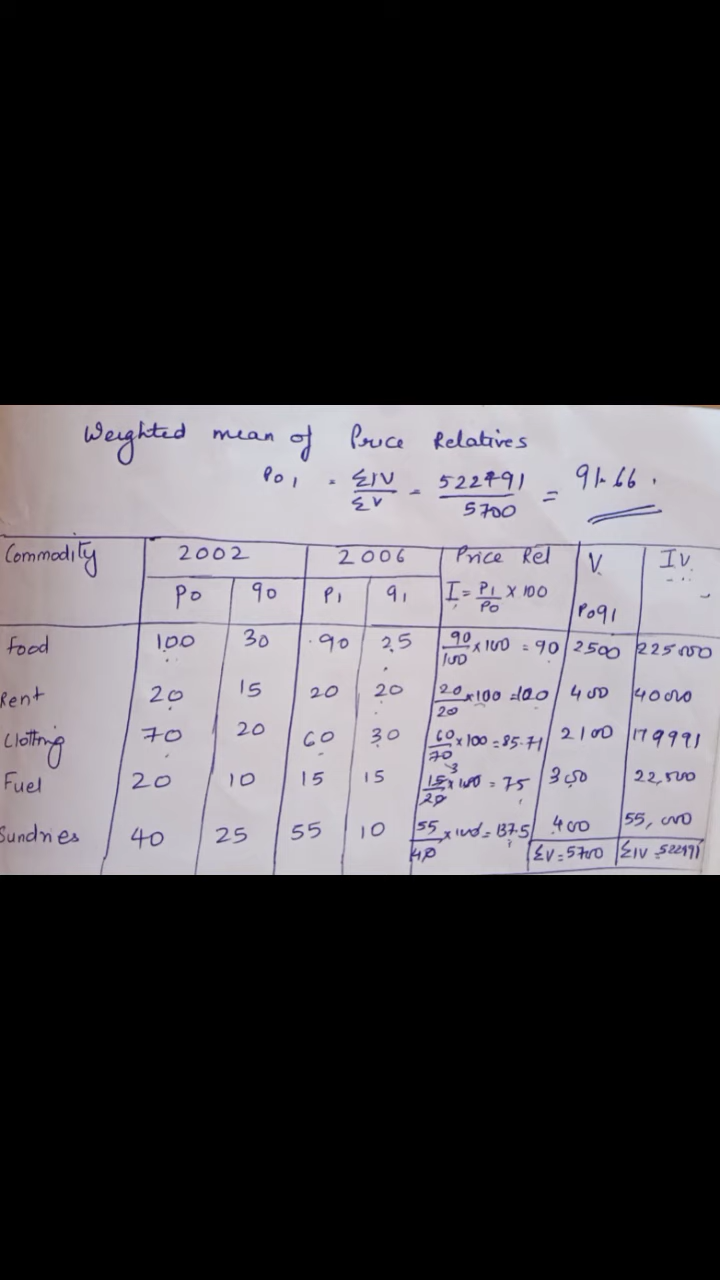 Weighted mean of Price Relatives
P01 = ΣIV/ΣV = 522491/5700 = 91.66.
Commodity 2002 2006 Price Rel V. IV.
P0 q0 P1 q1 I = P1/P0 × 100 P0q1
Food 100 30 90 25 90/100 × 100 = 90 2500 225000
Rent 20 15 20 20 20/20 × 100 = 100 400 40000
Clothing 70 20 60 30 60/70 × 100 = 85.71 2100 179991
Fuel 20 10 15 15 15/20 × 100 = 75 300 22,500
Sundries 40 25 55 10 55/40 × 100 = 137.5 400 55,000
ΣV = 5700 ΣIV = 522491